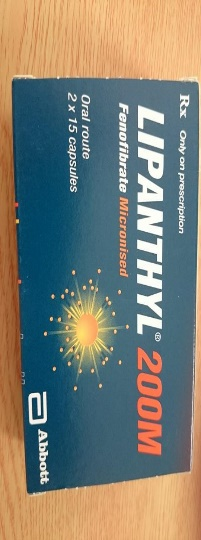 Rx Only on prescription
LIPANTHYL® 200M
Fenofibrate Micronised
Oral route
2 x 15 capsules
Abbott